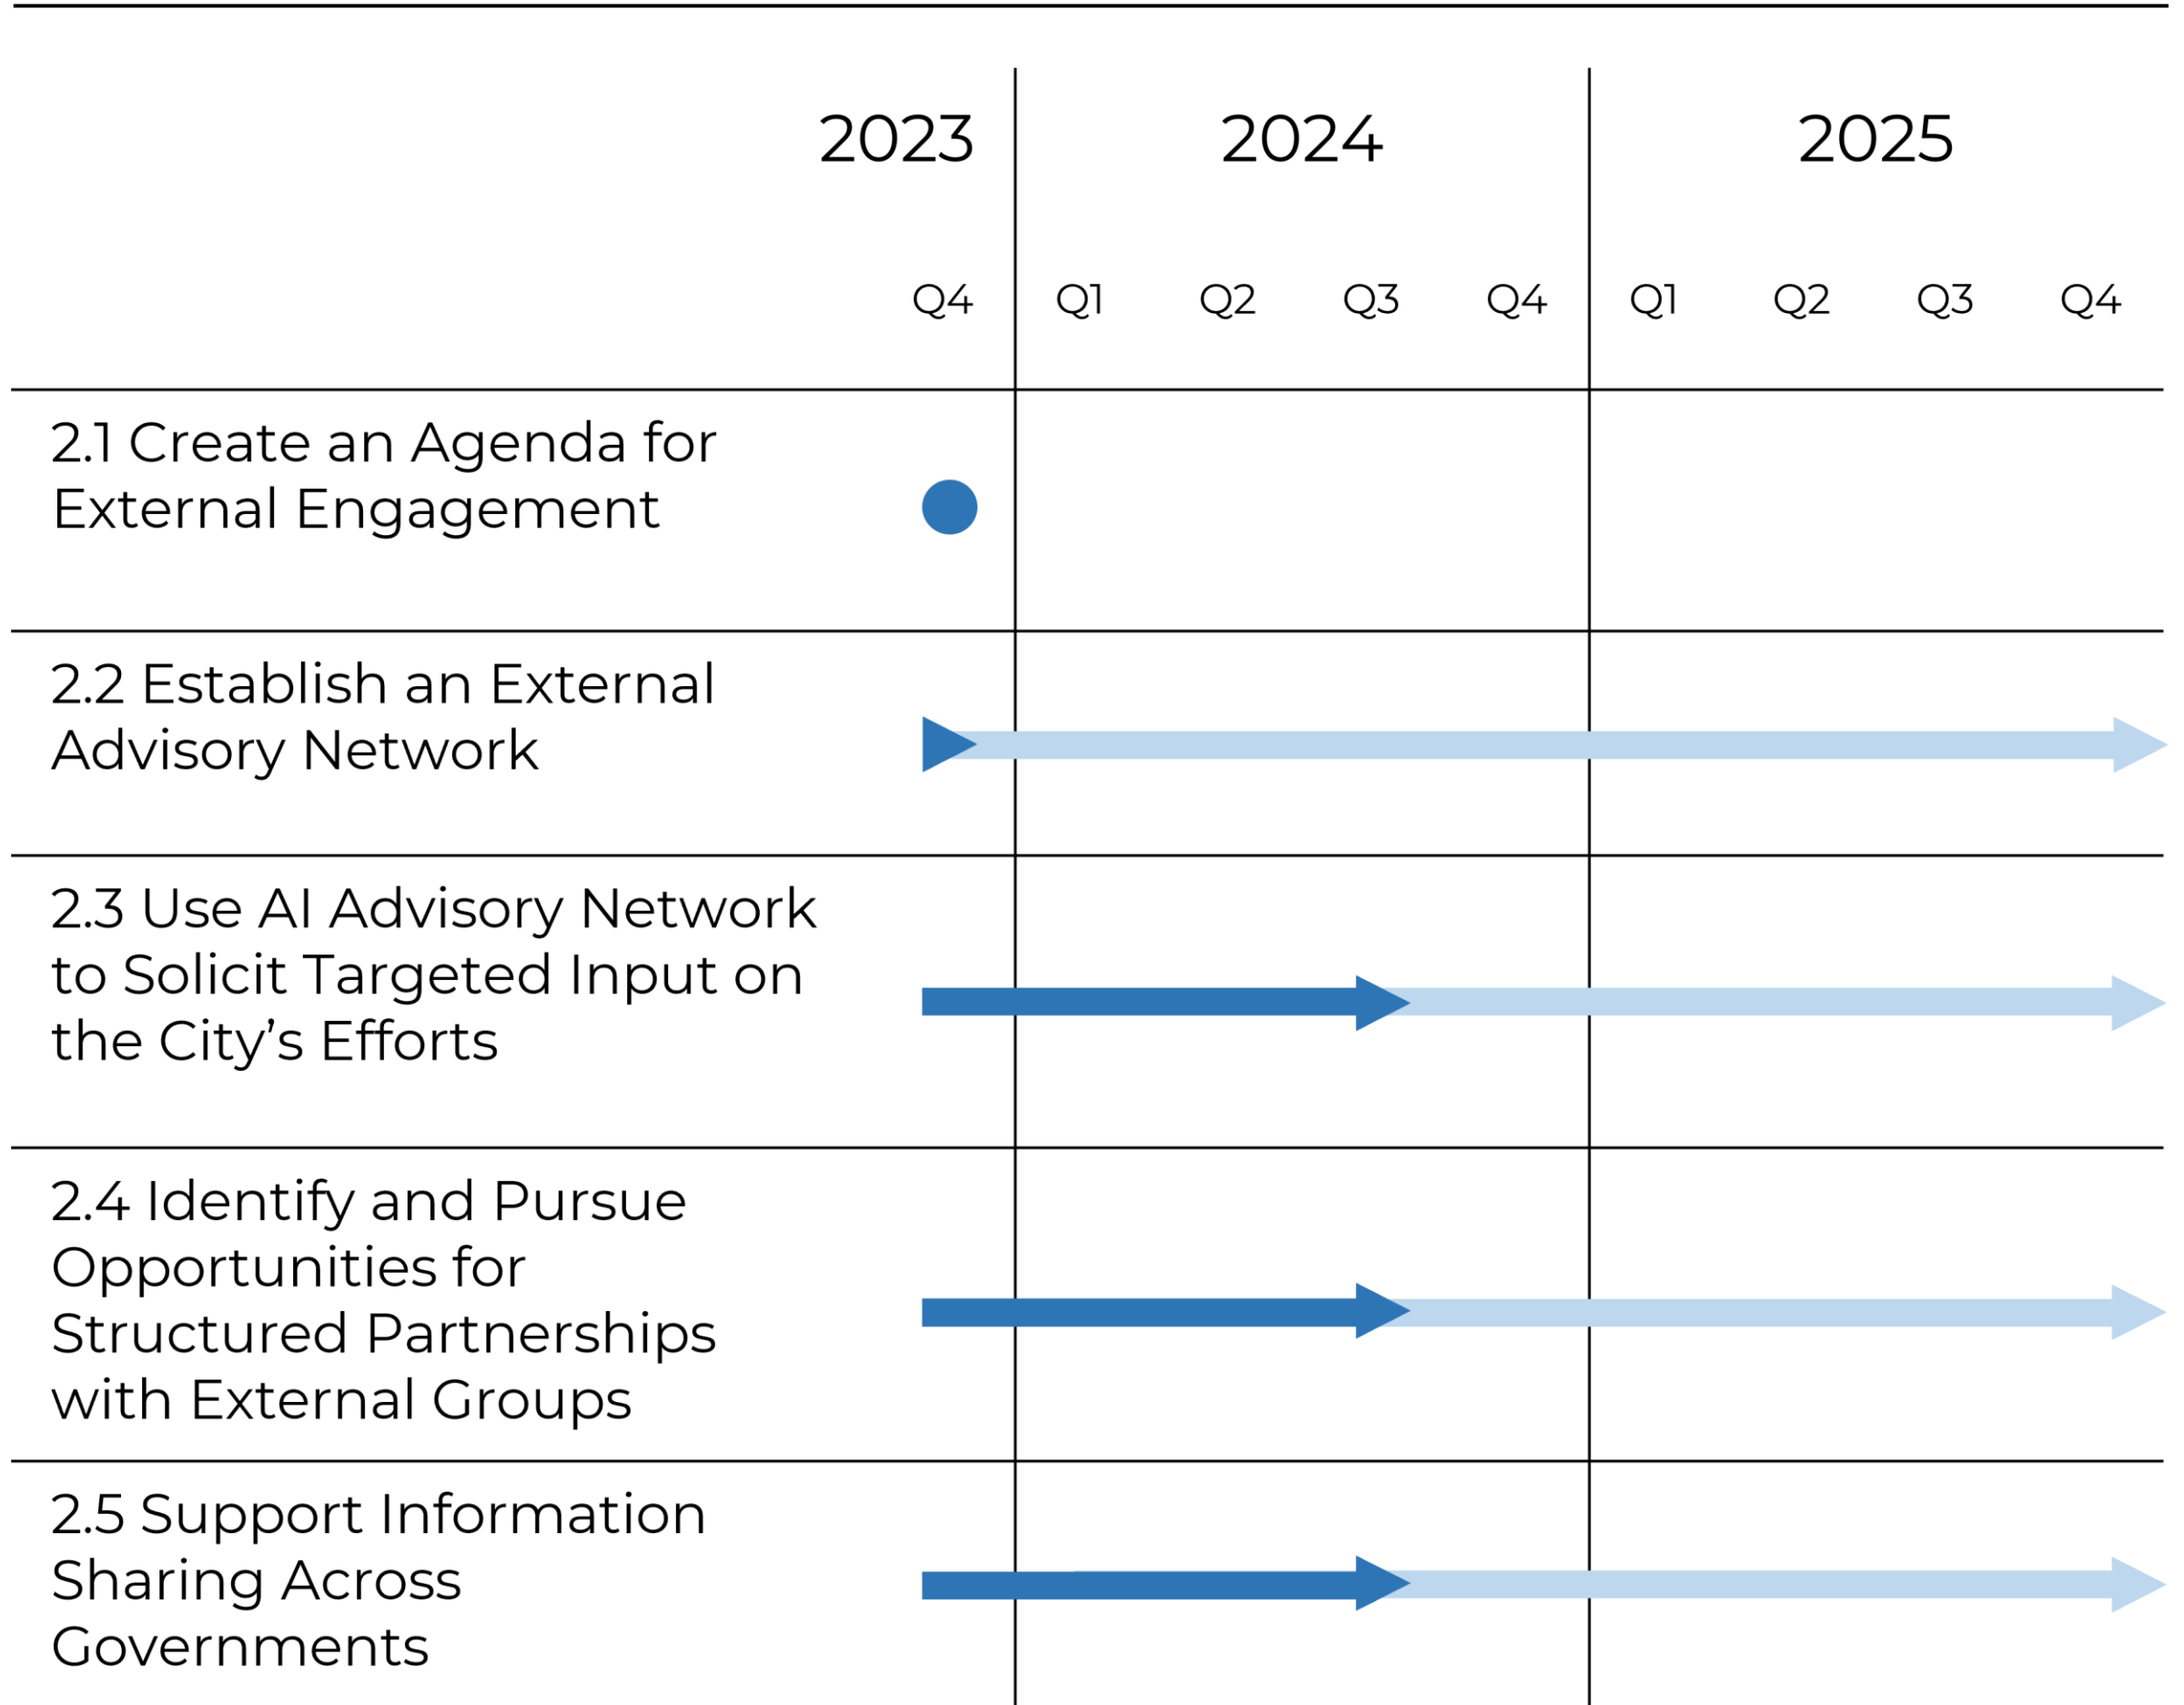 2023 2024 2025
Q4 Q1 Q2 Q3 Q4 Q1 Q2 Q3 Q4
2.1 Create an Agenda for
External Engagement
2.2 Establish an External
Advisory Network
2.3 Use AI Advisory Network
to Solicit Targeted Input on
the City’s Efforts
2.4 Identify and Pursue
Opportunities for
Structured Partnerships
with External Groups
2.5 Support Information
Sharing Across
Governments